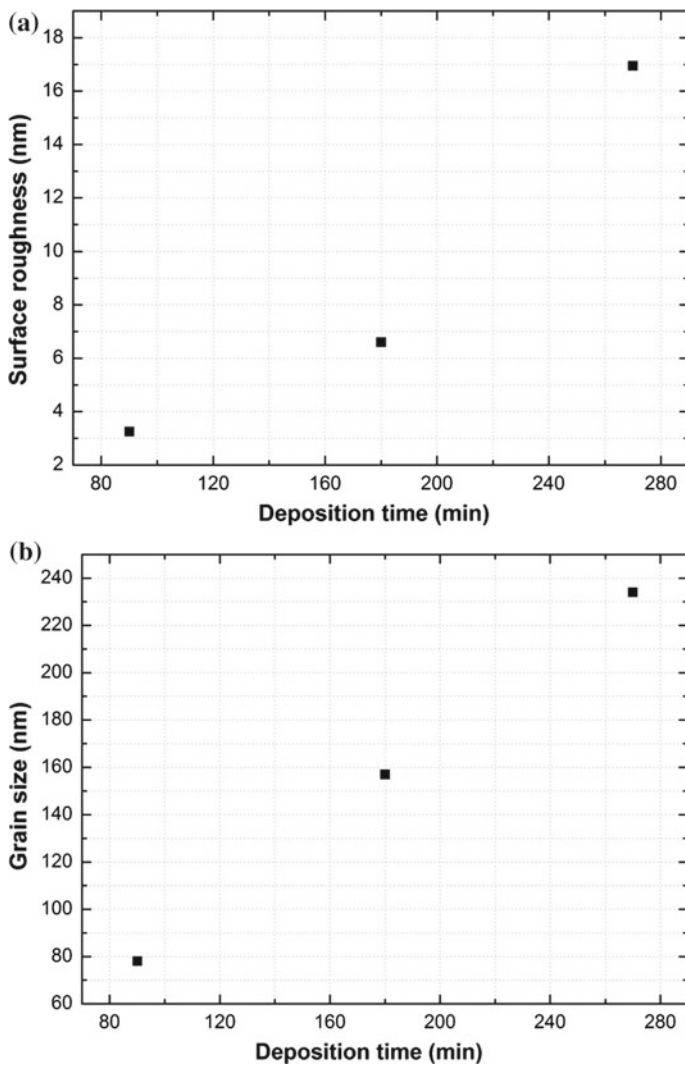 (a)
18
16
14
12
10
8
6
4
2
Surface roughness (nm)
80 120 160 200 240 280
Deposition time (min)
(b)
240
220
200
180
160
140
120
100
80
60
Grain size (nm)
80 120 160 200 240 280
Deposition time (min)